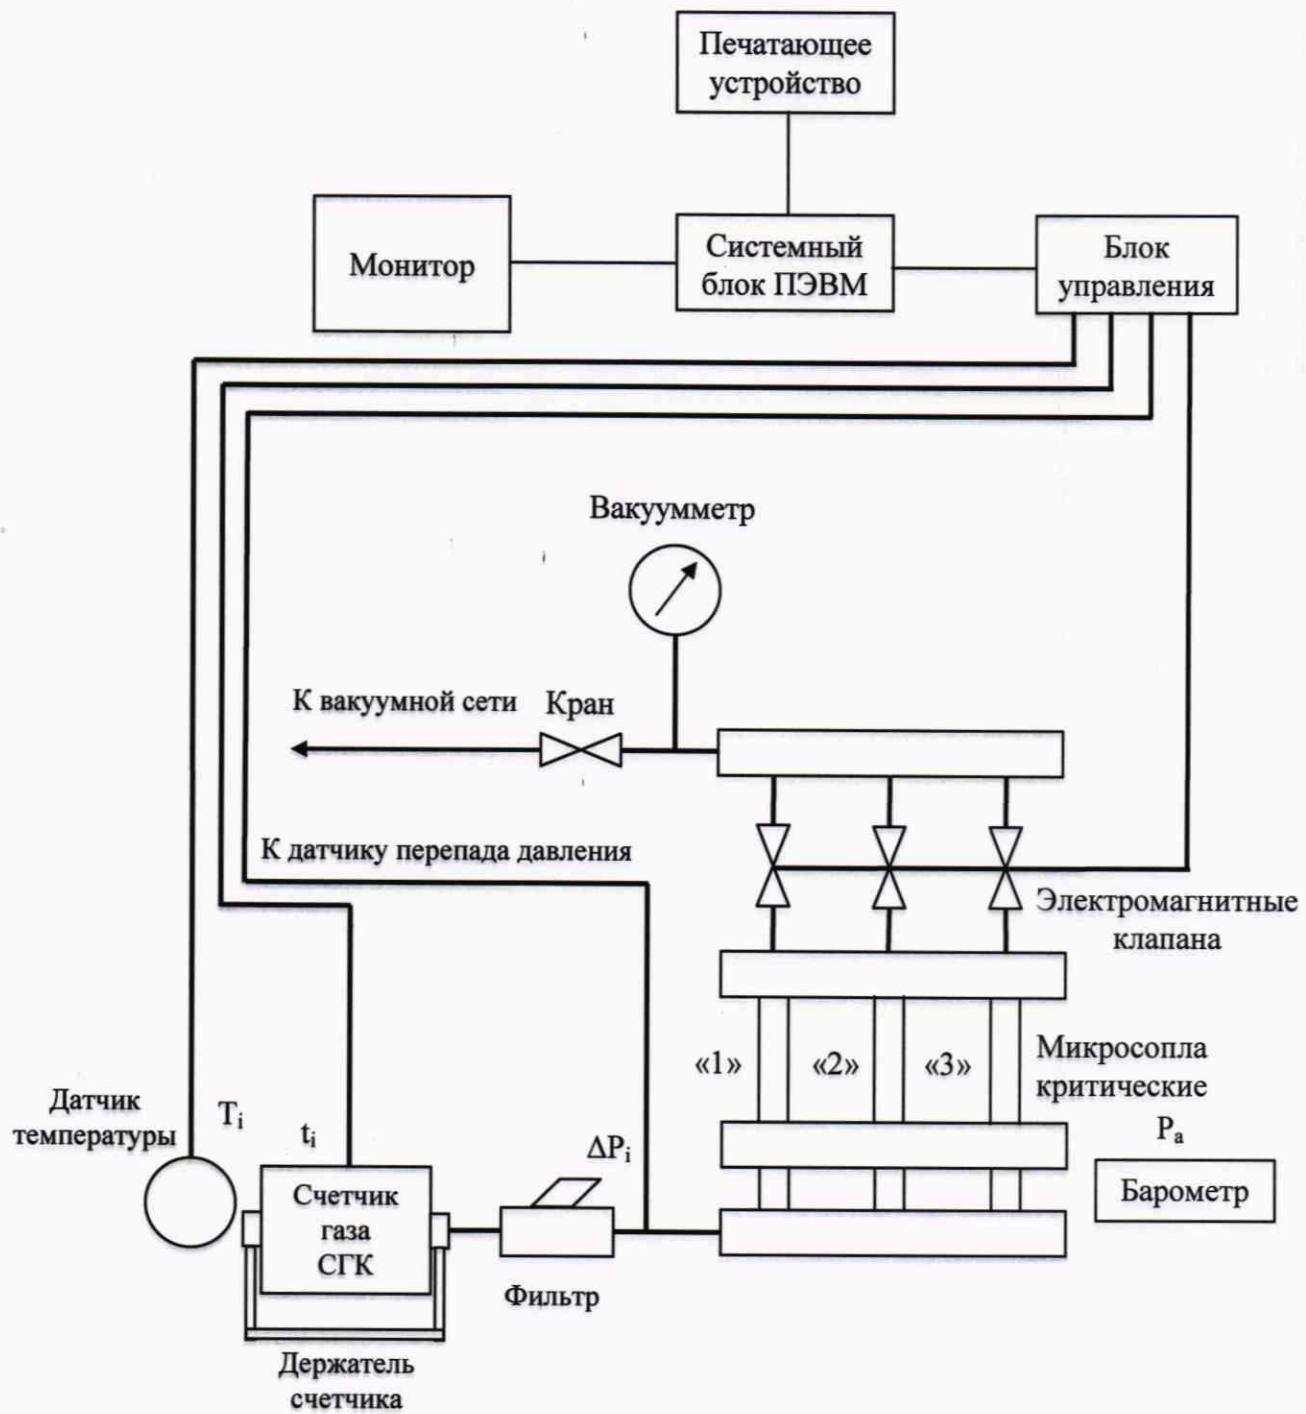 Печатающее
устройство
Монитор
Системный
блок ПЭВМ
Блок
управления
Вакуумметр
К вакуумной сети
Кран
К датчику перепада давления
Электромагнитные
клапана
«1»
«2»
«3»
Микросопла
критические
Pа
Барометр
Датчик
температуры
Tᵢ
tᵢ
ΔPᵢ
Счетчик
газа
СГК
Фильтр
Держатель
счетчика